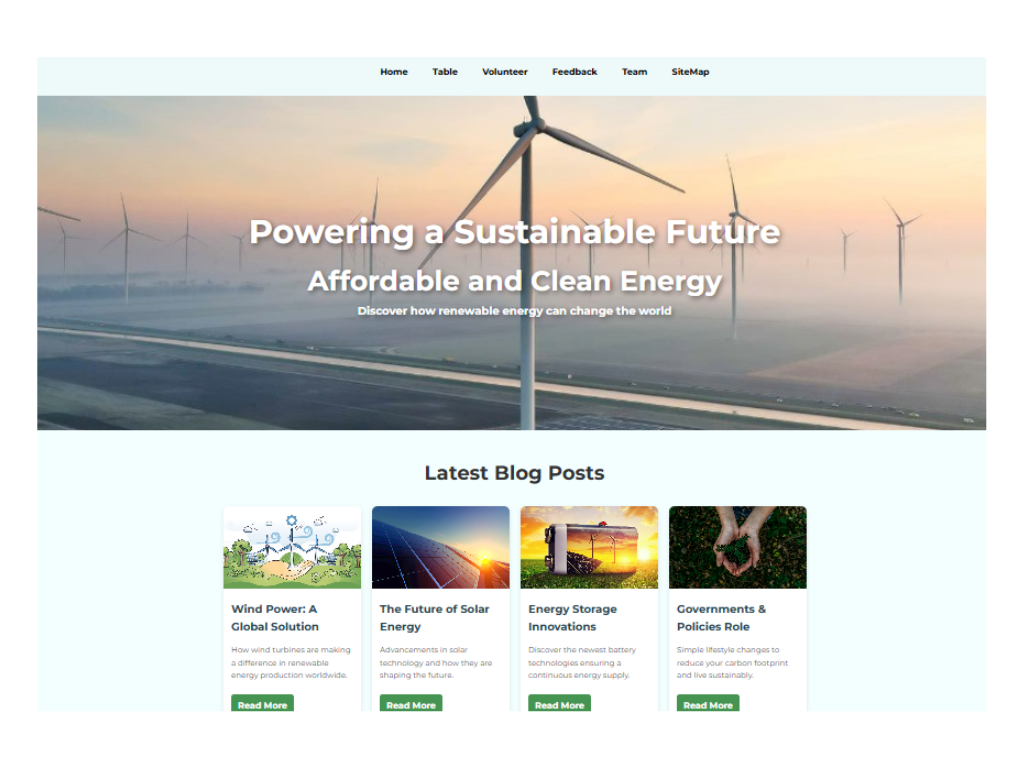 Home Table Volunteer Feedback Team SiteMap
Powering a Sustainable Future
Affordable and Clean Energy
Discover how renewable energy can change the world
Latest Blog Posts
Wind Power: A
Global Solution
How wind turbines are making
a difference in renewable
energy production worldwide.
Read More
The Future of Solar
Energy
Advancements in solar
technology and how they are
shaping the future.
Read More
Energy Storage
Innovations
Discover the newest battery
technologies ensuring a
continuous energy supply.
Read More
Governments &
Policies Role
Simple lifestyle changes to
reduce your carbon footprint
and live sustainably.
Read More